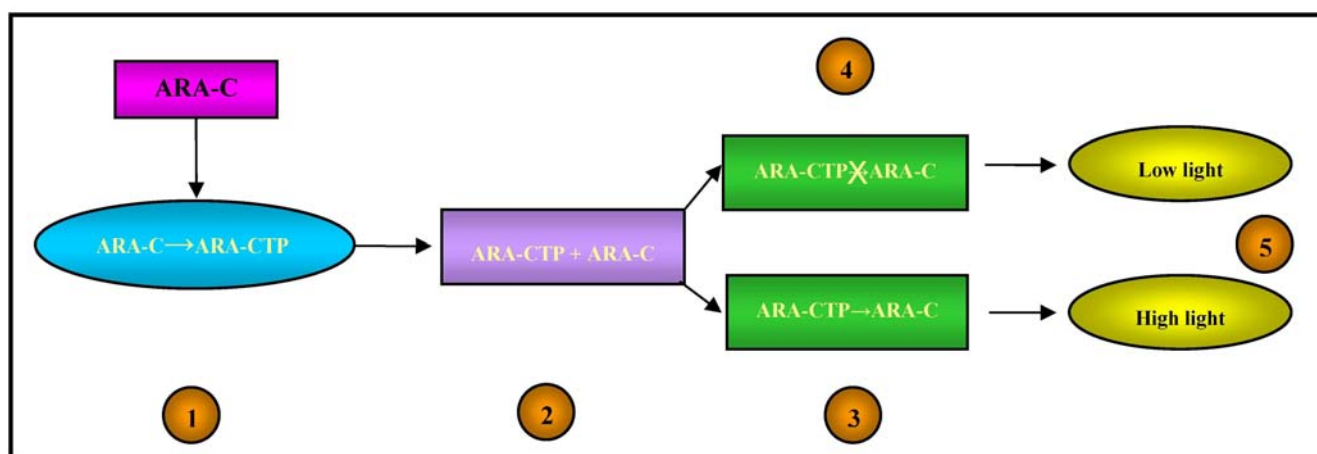 4
ARA-C
ARA-CTP→ARA-C
Low light
ARA-C→ARA-CTP
ARA-CTP + ARA-C
5
ARA-CTP→ARA-C
High light
1
2
3